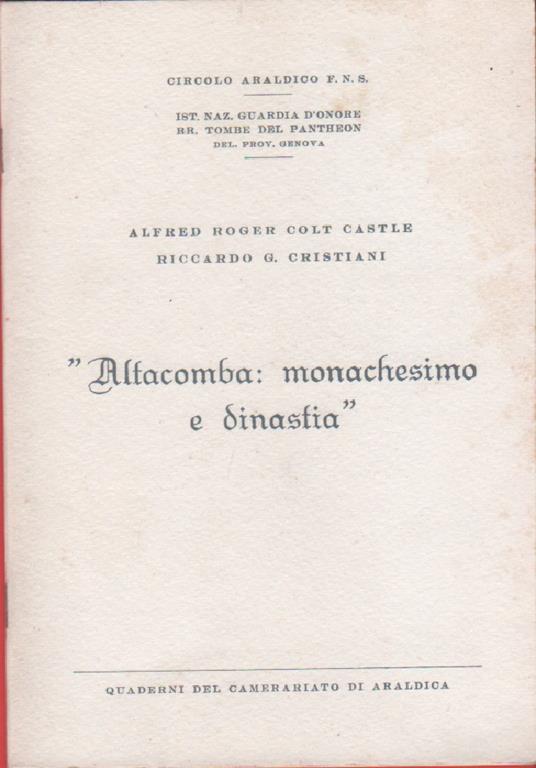 CIRCOLO ARALDICO F. N. S.
IST. NAZ. GUARDIA D'ONORE
RR. TOMBE DEL PANTHEON
DEL. PROV. GENOVA
ALFRED ROGER COLT CASTLE
RICCARDO G. CRISTIANI
" Altacomba: monachesimo
e dinastia "
QUADERNI DEL CAMERARIATO DI ARALDICA